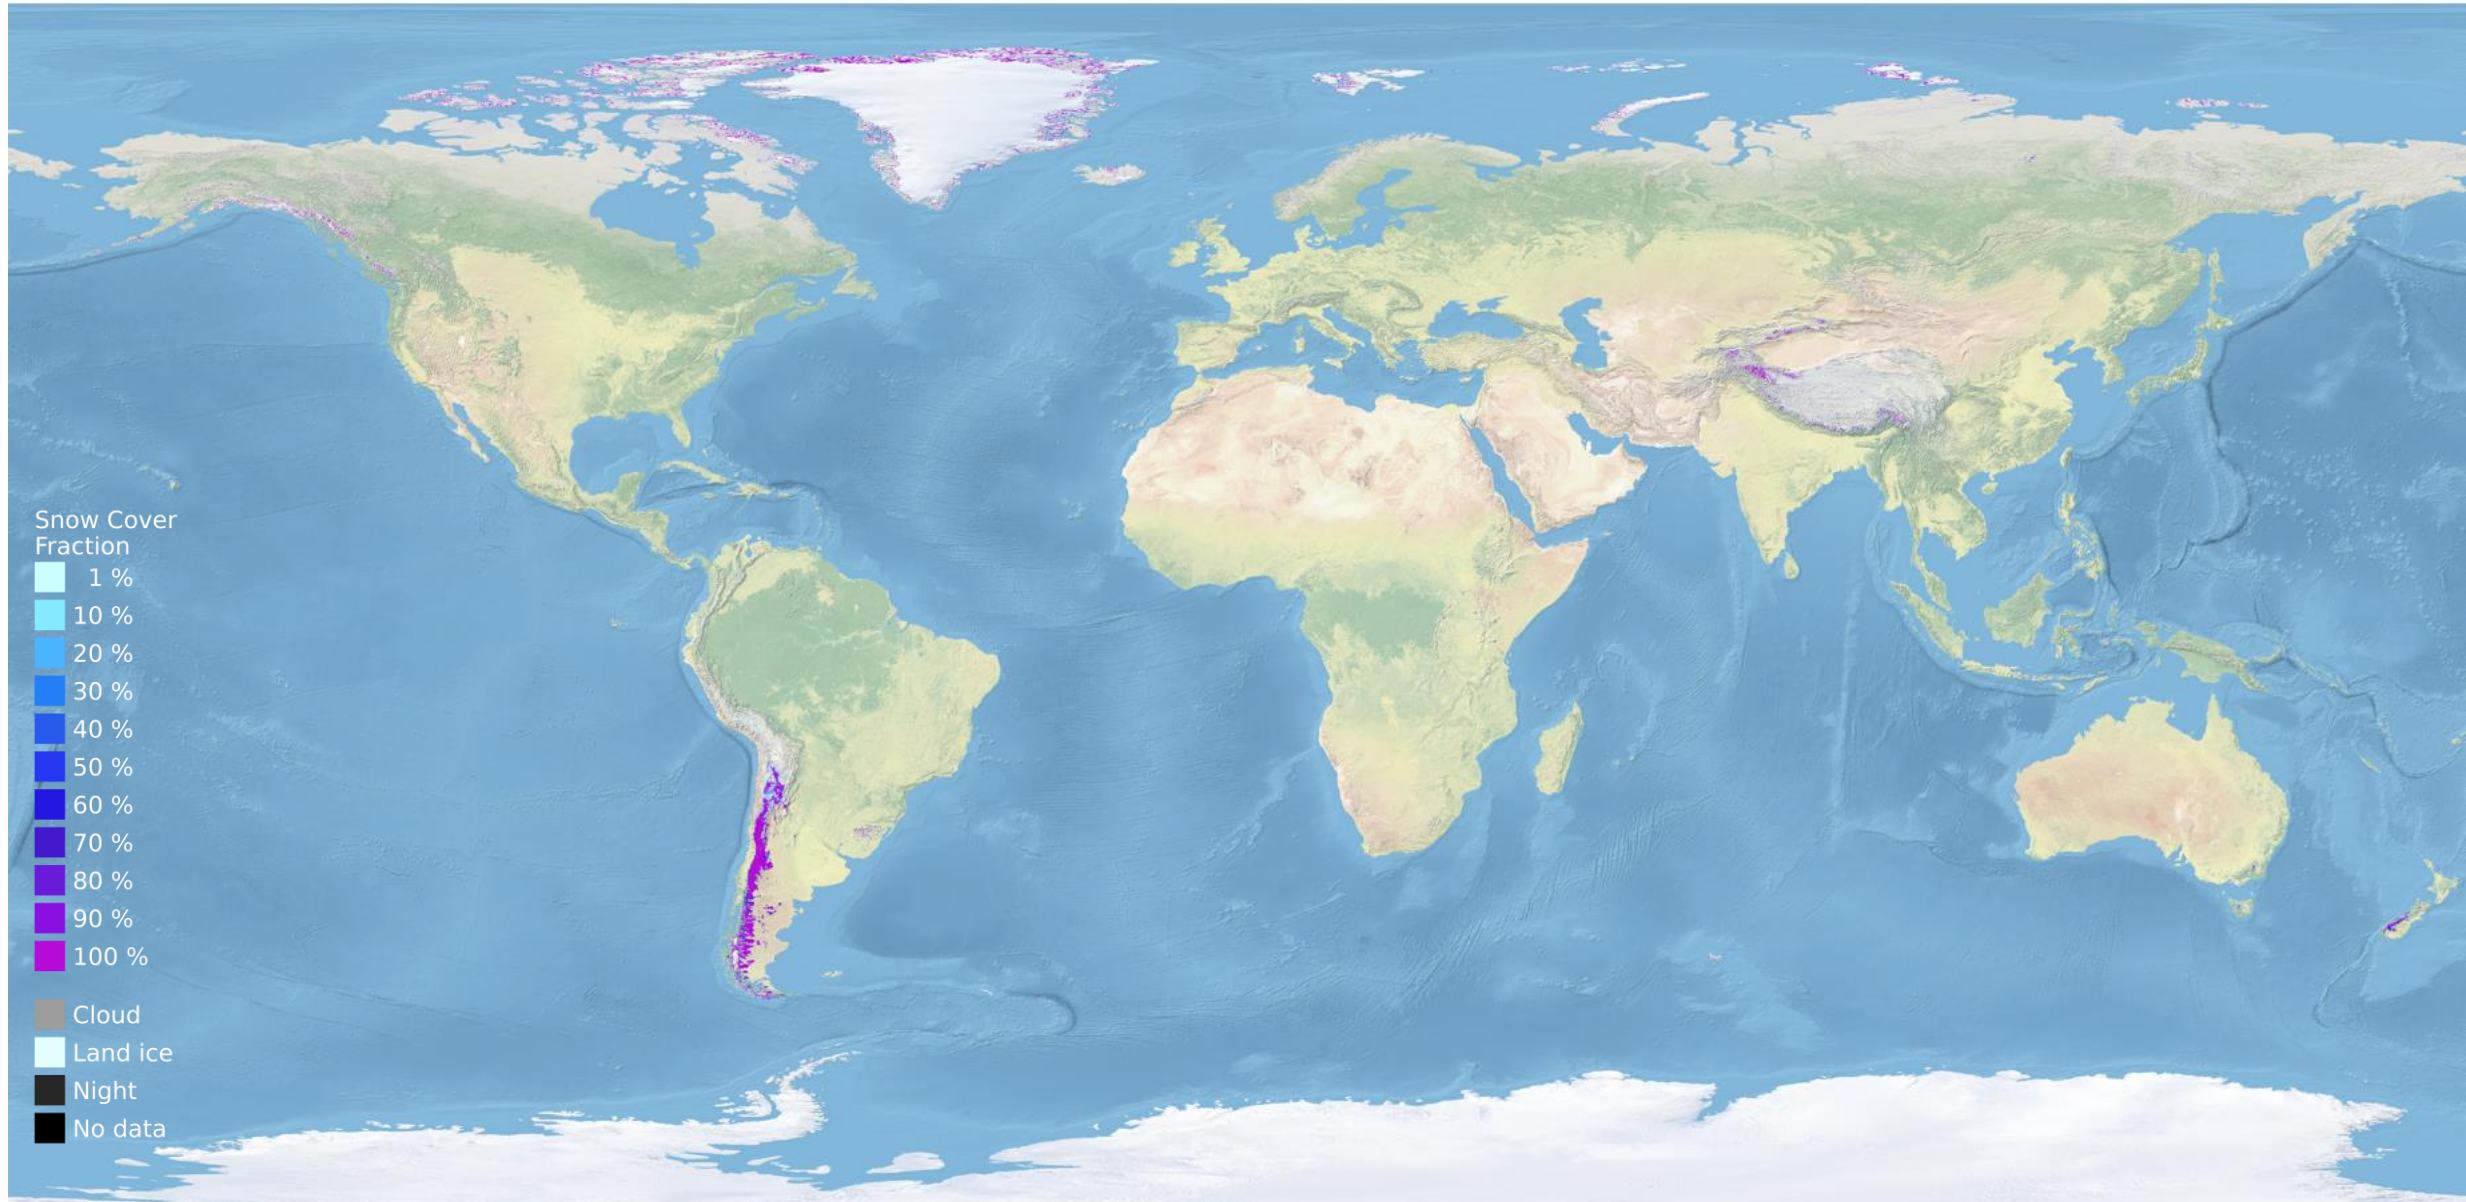 Snow Cover
Fraction
1 %
10 %
20 %
30 %
40 %
50 %
60 %
70 %
80 %
90 %
100 %
Cloud
Land ice
Night
No data